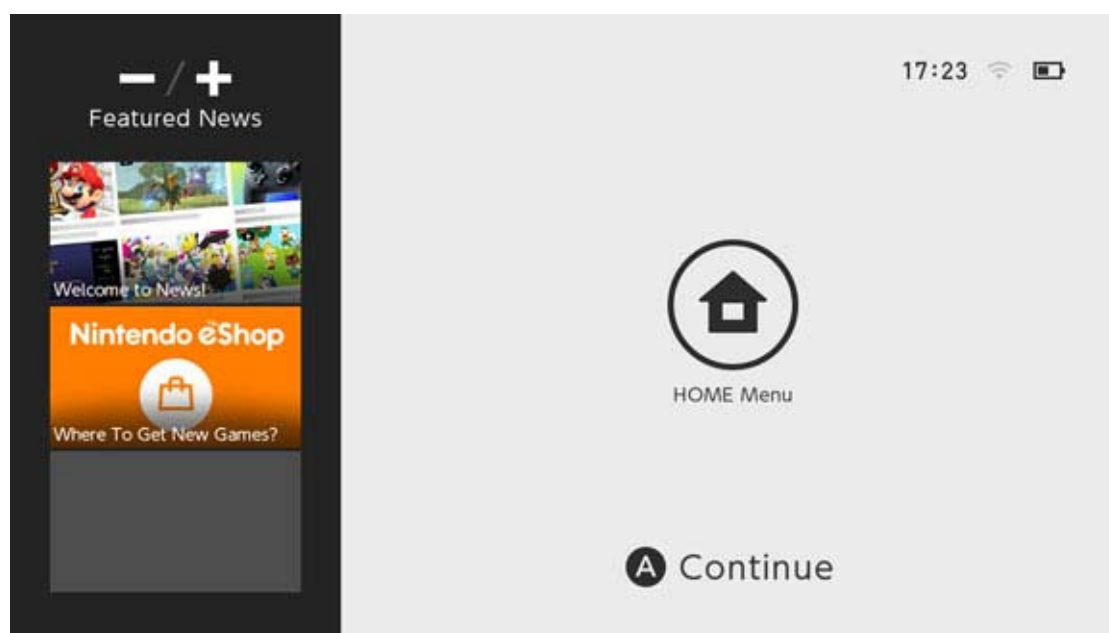 −/+
Featured News
Welcome to News!
Nintendo eShop
Where To Get New Games?
17:23
HOME Menu
A Continue